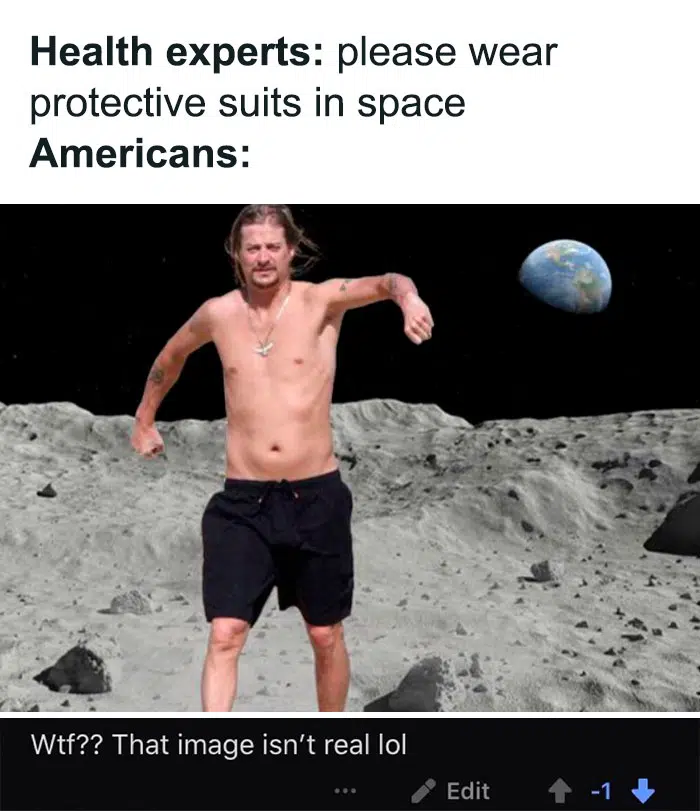 Health experts: please wear
protective suits in space
Americans:
Wtf?? That image isn’t real lol
... Edit -1